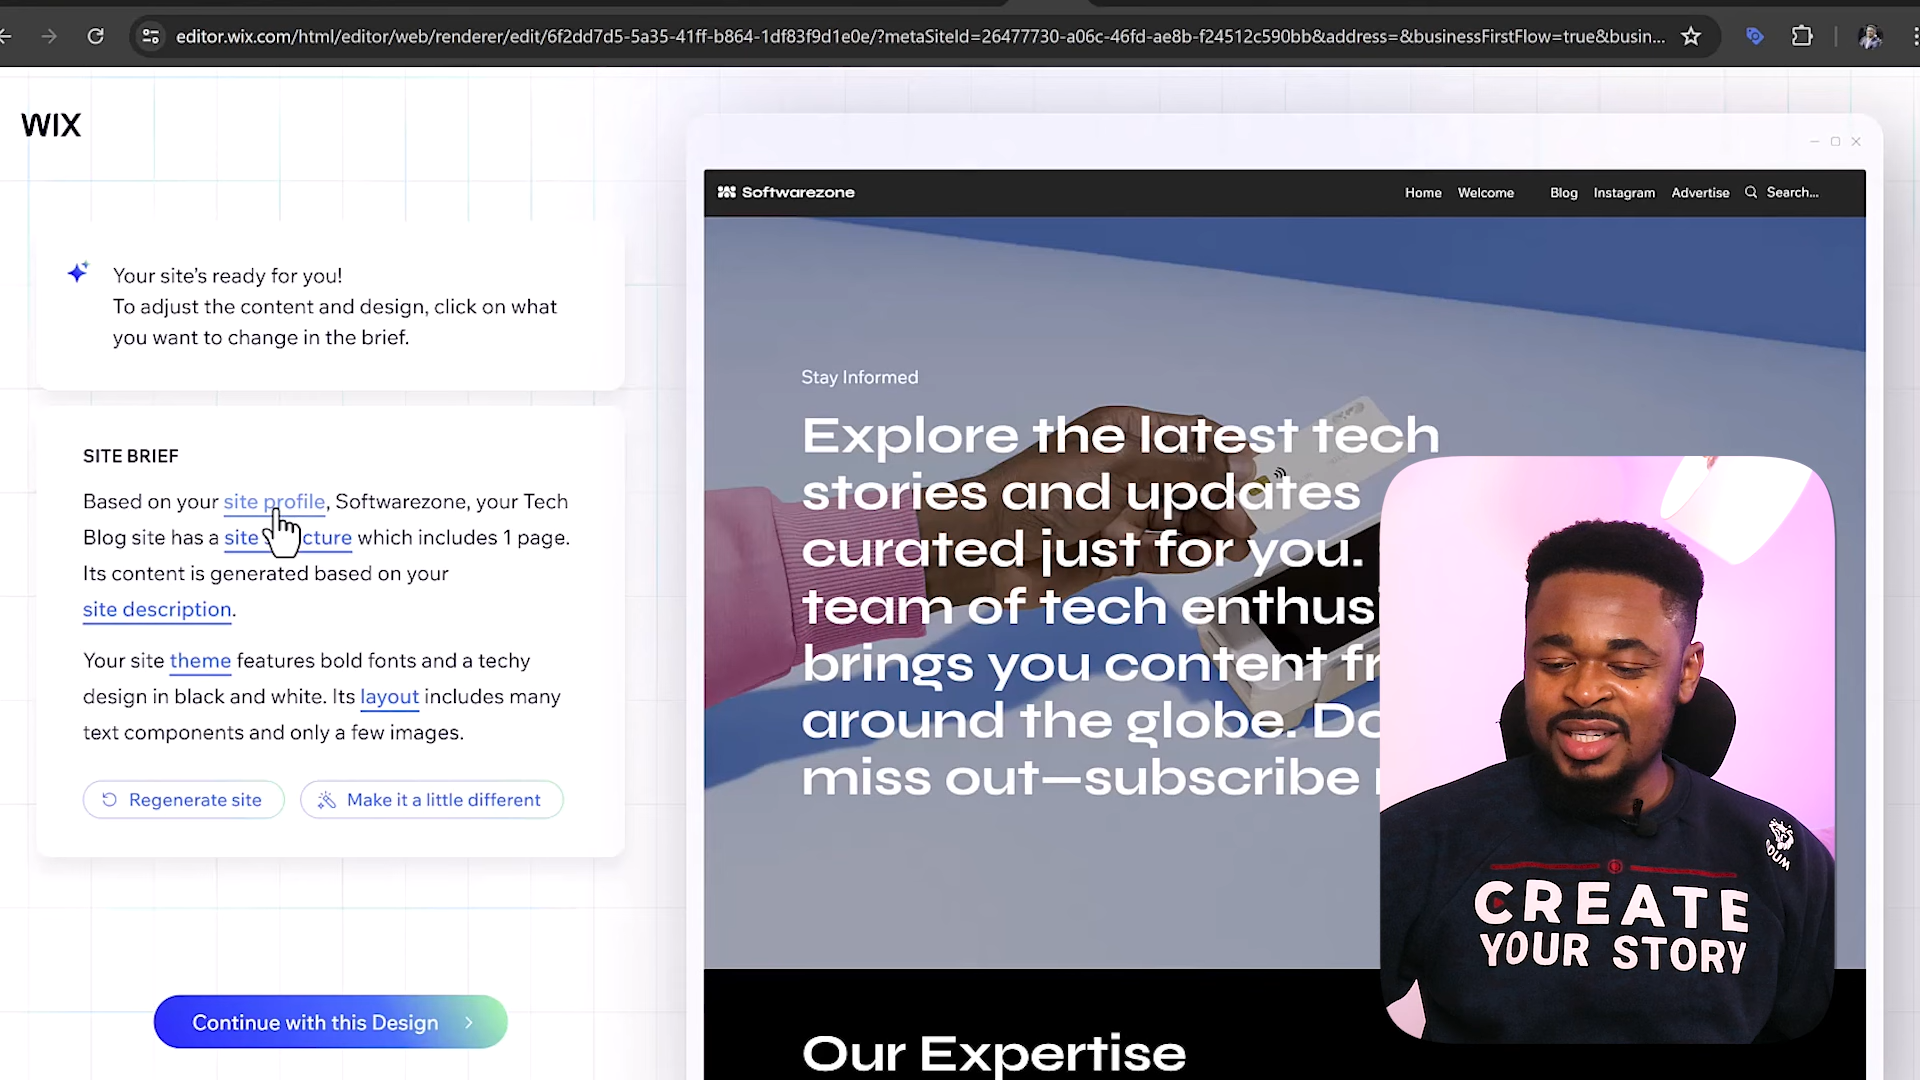 editor.wix.com/html/editor/web/renderer/edit/6f2dd7d5-5a35-41ff-b864-1df83f9d1e0e/?metaSiteId=26477730-a06c-46fd-ae8b-f24512c590bb&address=&businessFirstFlow=true&busin...
WIX
Your site's ready for you!
To adjust the content and design, click on what
you want to change in the brief.
SITE BRIEF
Based on your site profile, Softwarezone, your Tech
Blog site has a site cture which includes 1 page.
Its content is generated based on your
site description.
Your site theme features bold fonts and a techy
design in black and white. Its layout includes many
text components and only a few images.
Regenerate site
Make it a little different
Continue with this Design
Softwarezone
Home Welcome Blog Instagram Advertise Search...
Stay Informed
Explore the latest tech
stories and updates
curated just for you.
team of tech enthusi
brings you content fr
around the globe. Do
miss out—subscribe
Our Expertise
CREATE
YOUR STORY